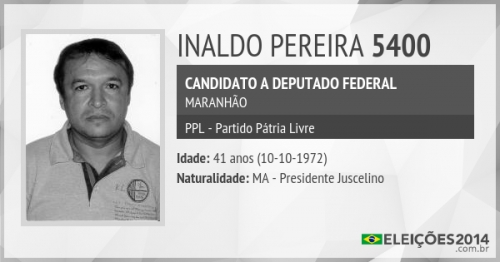 INALDO PEREIRA 5400
CANDIDATO A DEPUTADO FEDERAL
MARANHÃO
PPL - Partido Pátria Livre
Idade: 41 anos (10-10-1972)
Naturalidade: MA - Presidente Juscelino
ELEIÇÕES2014
.com.br